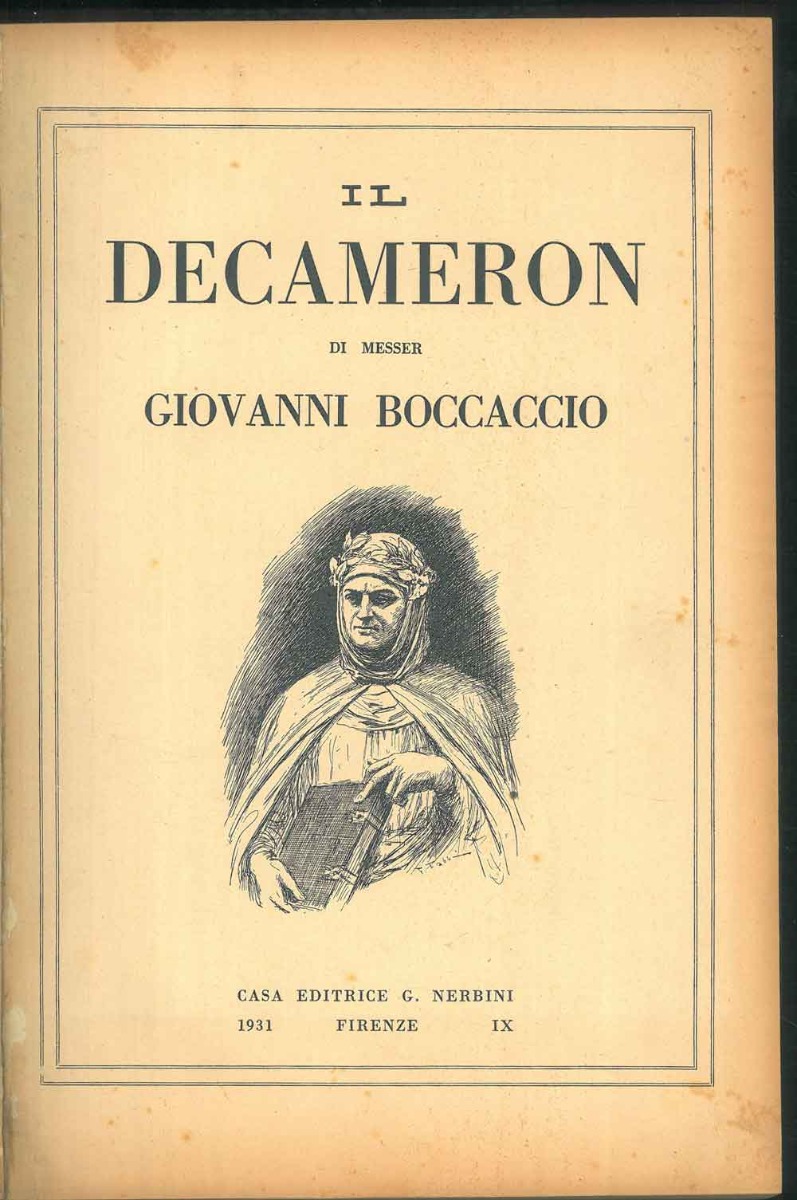 IL
DECAMERON
DI MESSER
GIOVANNI BOCCACCIO
CASA EDITRICE G. NERBINI
1931 FIRENZE IX